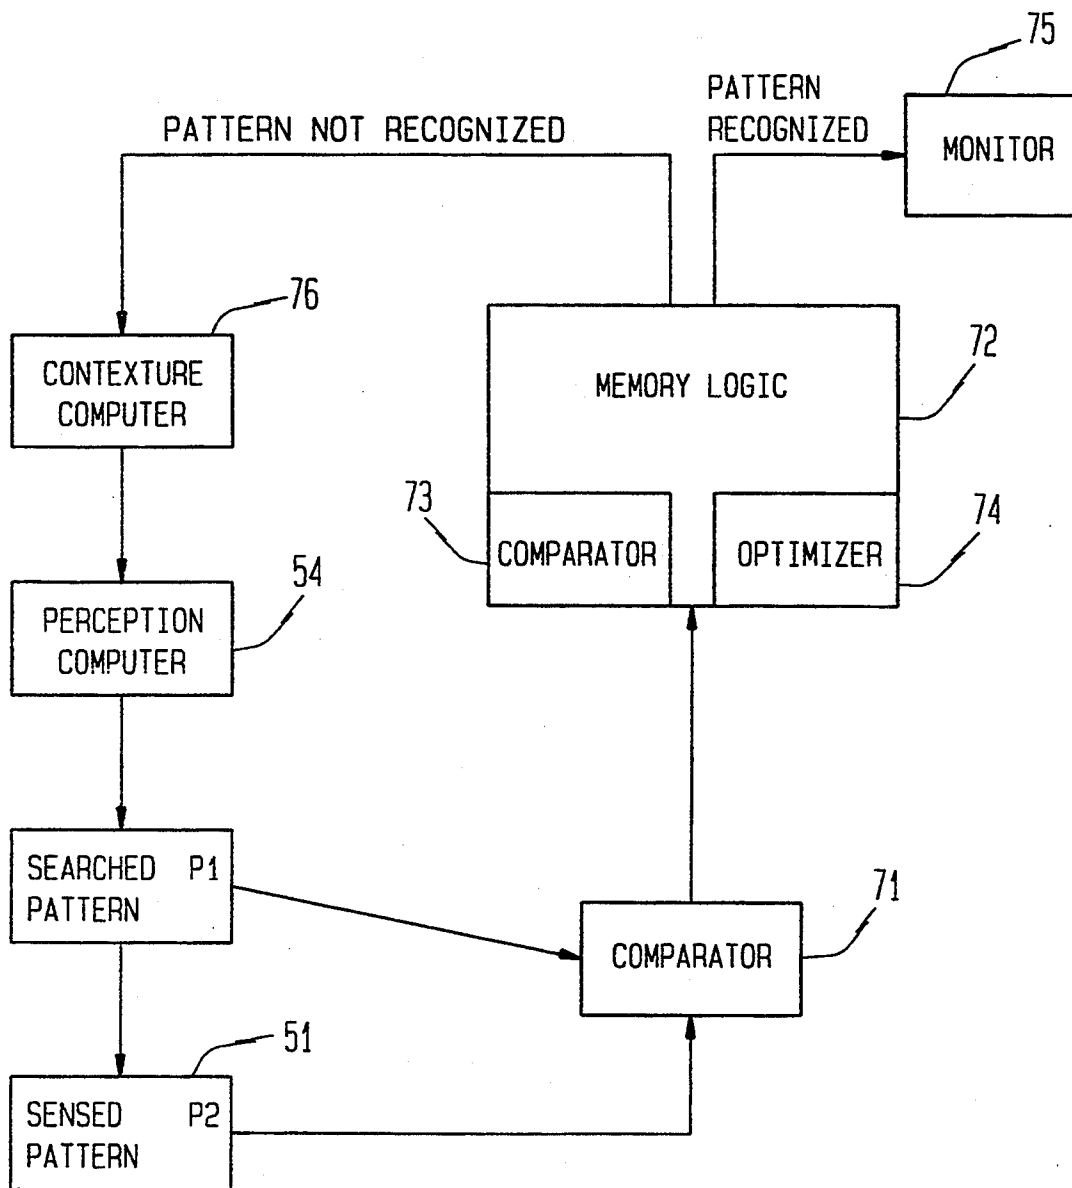 75
PATTERN
RECOGNIZED
PATTERN NOT RECOGNIZED
MONITOR
76
CONTEXTURE
COMPUTER
72
MEMORY LOGIC
73
COMPARATOR
74
OPTIMIZER
54
PERCEPTION
COMPUTER
SEARCHED P1
PATTERN
71
COMPARATOR
51
SENSED P2
PATTERN